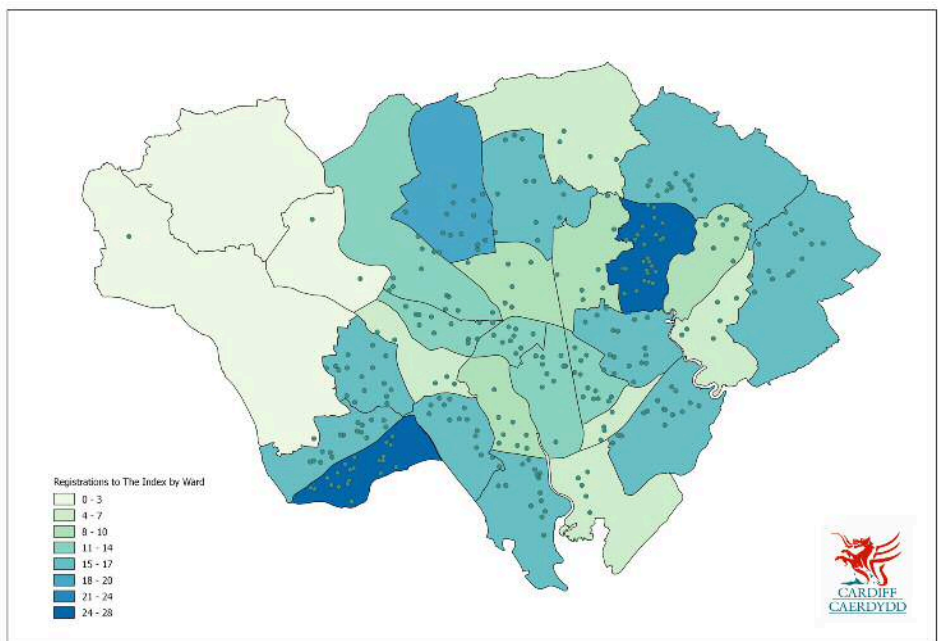 Registrations to The Index by Ward
0 - 3
4 - 7
8 - 10
11 - 14
15 - 17
18 - 20
21 - 24
24 - 28
CARDIFF
CAERDYDD